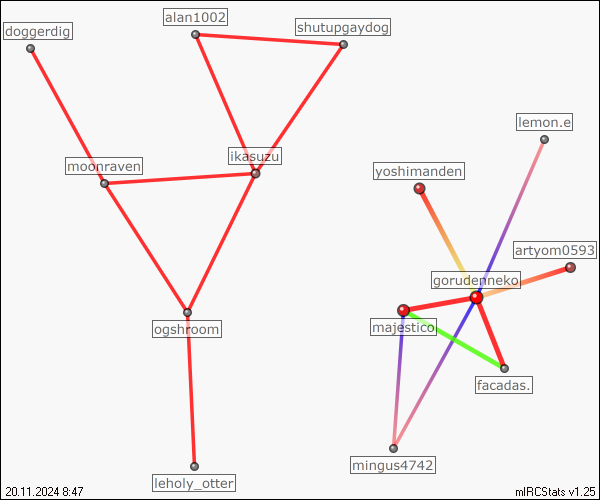 alan1002
shutupgaydog
doggerdig
lemon.e
ikasuzu
moonraven
yoshimanden
artyom0593
gorudenneko
ogshroom
majestico
facadas.
mingus4742
leholy_otter
20.11.2024 8:47
mIRCStats v1.25